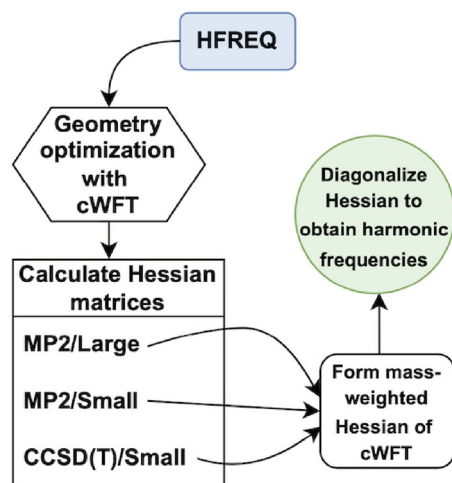 HFREQ
Geometry
optimization
with
cWFT
Calculate Hessian
matrices
MP2/Large
MP2/Small
CCSD(T)/Small
Form mass-
weighted
Hessian of
cWFT
Diagonalize
Hessian to
obtain harmonic
frequencies